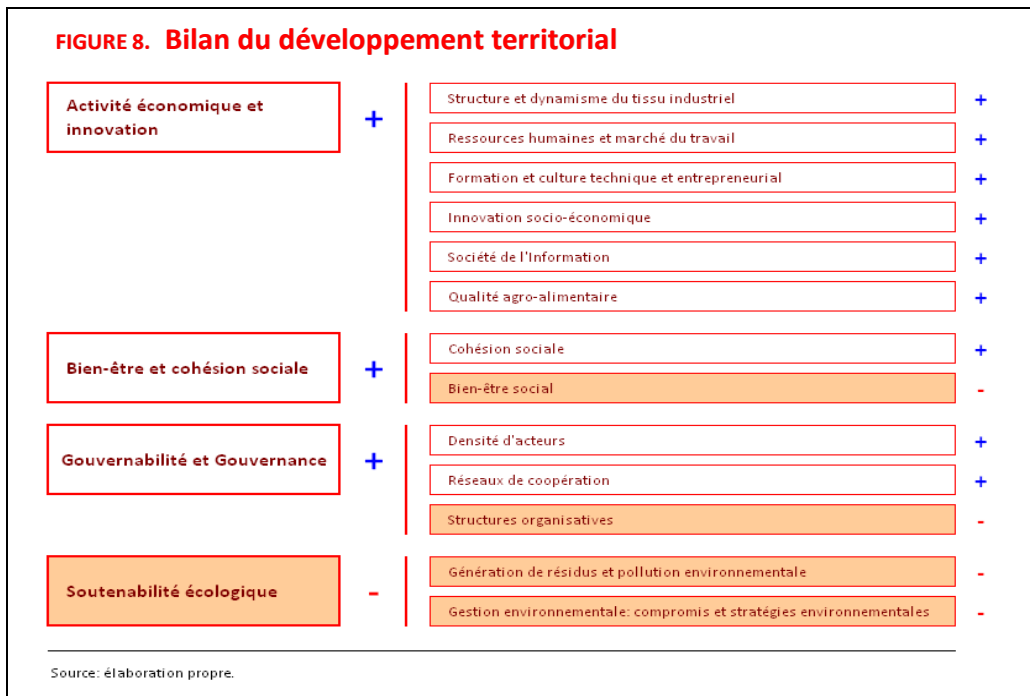 FIGURE 8. Bilan du développement territorial
Activité économique et
innovation
+
Structure et dynamisme du tissu industriel +
Ressources humaines et marché du travail +
Formation et culture technique et entrepreneurial +
Innovation socio-économique +
Société de l'Information +
Qualité agro-alimentaire +
Bien-être et cohésion sociale +
Cohésion sociale +
Bien-être social -
Gouvernabilité et Gouvernance +
Densité d'acteurs +
Réseaux de coopération +
Structures organisatives -
Soutenabilité écologique -
Génération de résidus et pollution environnementale -
Gestion environnementale: compromis et stratégies environnementales -
Source: élaboration propre.